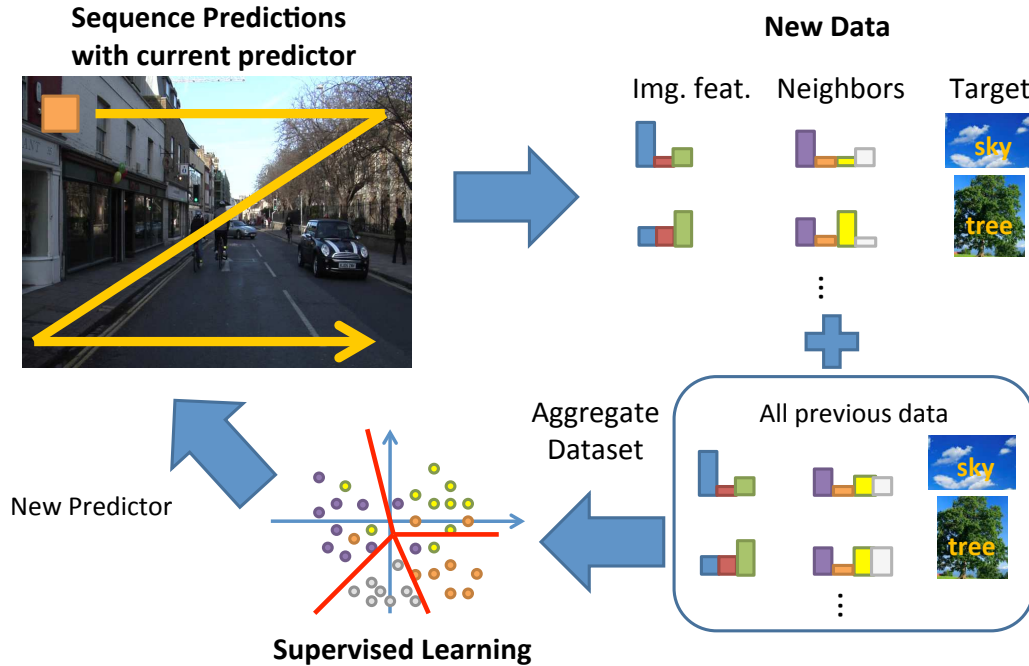 Sequence Predictions
with current predictor
New Data
Img. feat.
Neighbors
Target
sky
tree
...
Aggregate
Dataset
All previous data
sky
tree
...
New Predictor
Supervised Learning